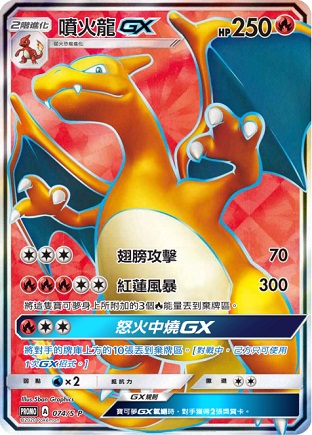 2階進化 噴火龍GX HP250
從火恐龍進化
翅膀攻擊 70
紅蓮風暴 300
將這隻寶可夢身上所附加的3個能量丟到棄牌區。
怒火中燒GX
將對手的牌庫上方的10張丟到棄牌區。[對戰中,己方只可使用
1次GX招式。]
弱點 ×2 抵抗力 撤退
Illus. 5ban Graphics
GX規則
寶可夢GX氣絕時,對手獲得2張獎賞卡。
PROMO A 074/S-P